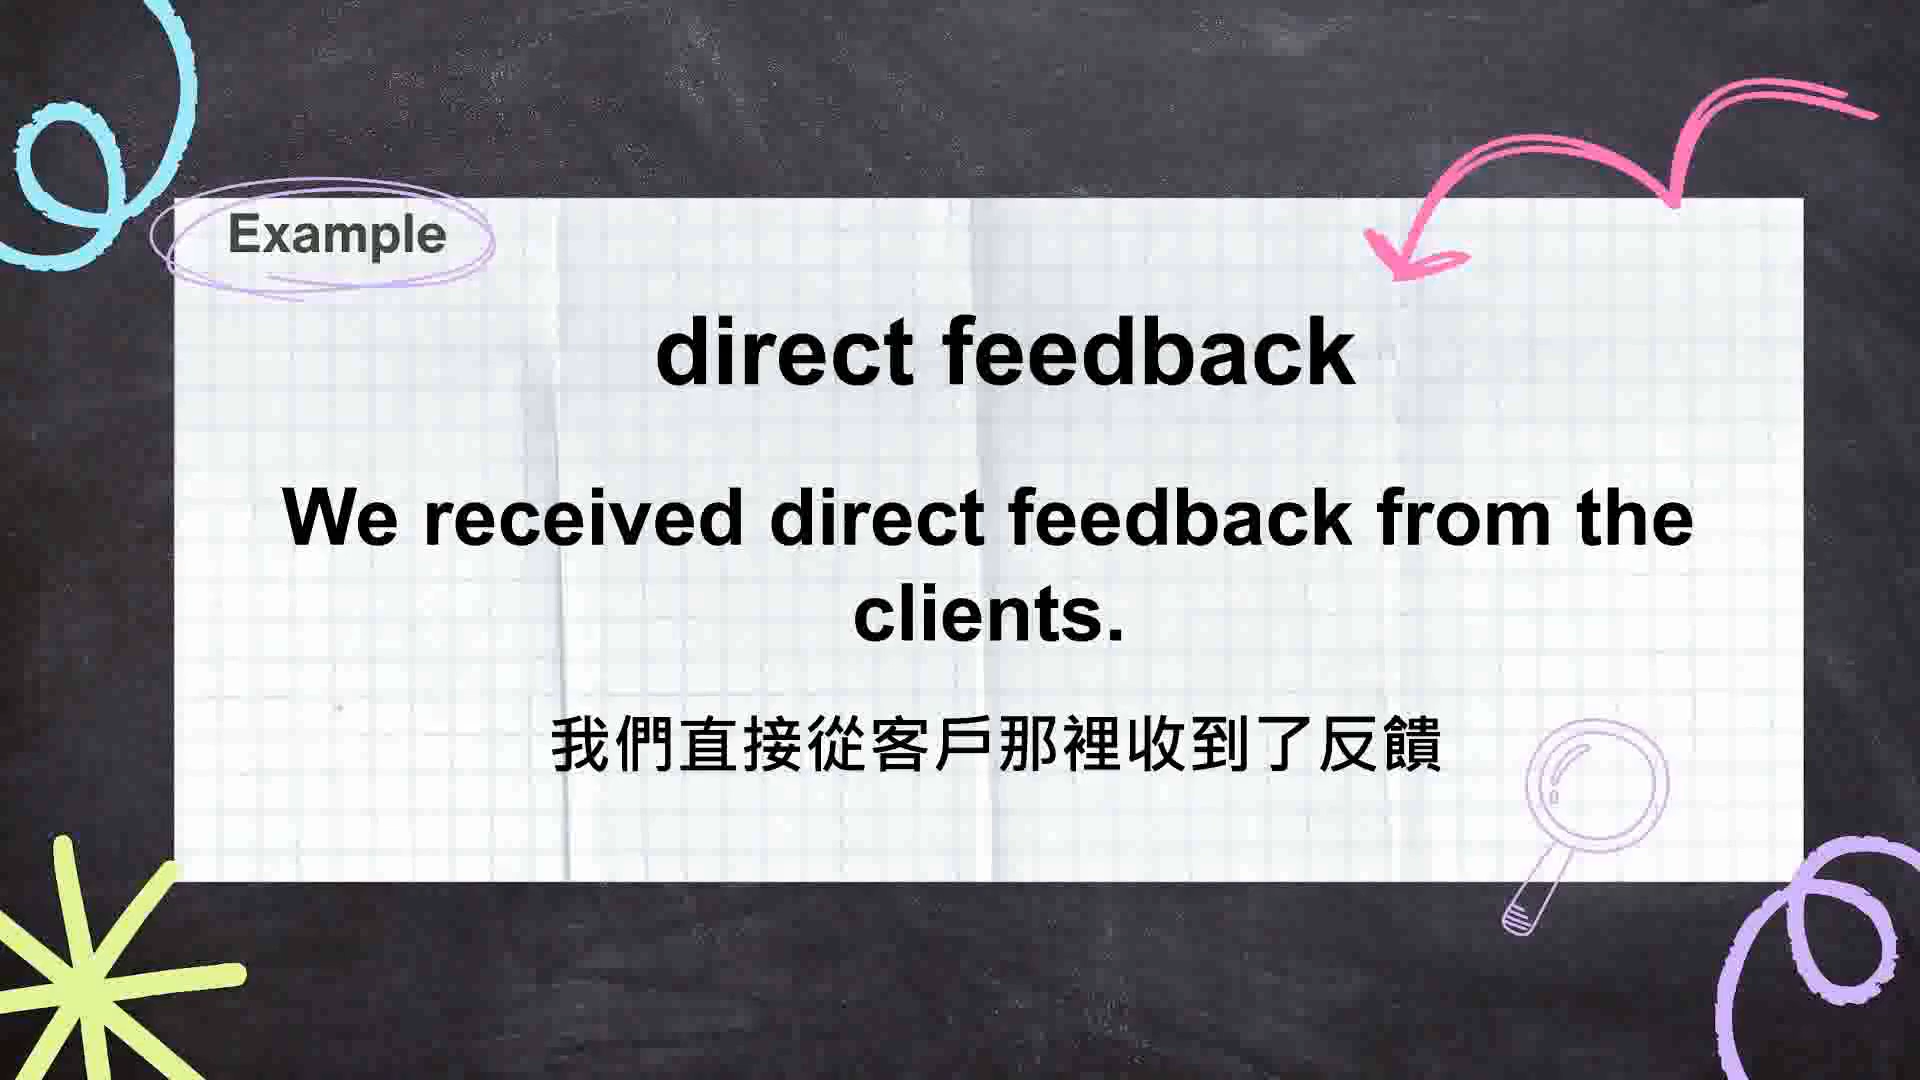 Example
direct feedback
We received direct feedback from the
clients.
我們直接從客戶那裡收到了反饋